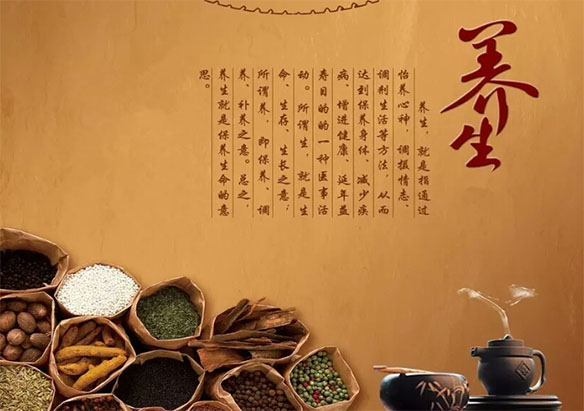 养生
养生，就是指通过
怡养心神，调摄情志、
调剂生活等方法，从而
达到保养身体、减少疾
病、增进健康、延年益
寿目的的一种医事活
动。所谓生，就是生
命、生存、生长之意；
所谓养，即保养、调
养、补养之意。总之，
养生就是保养生命的意
思。